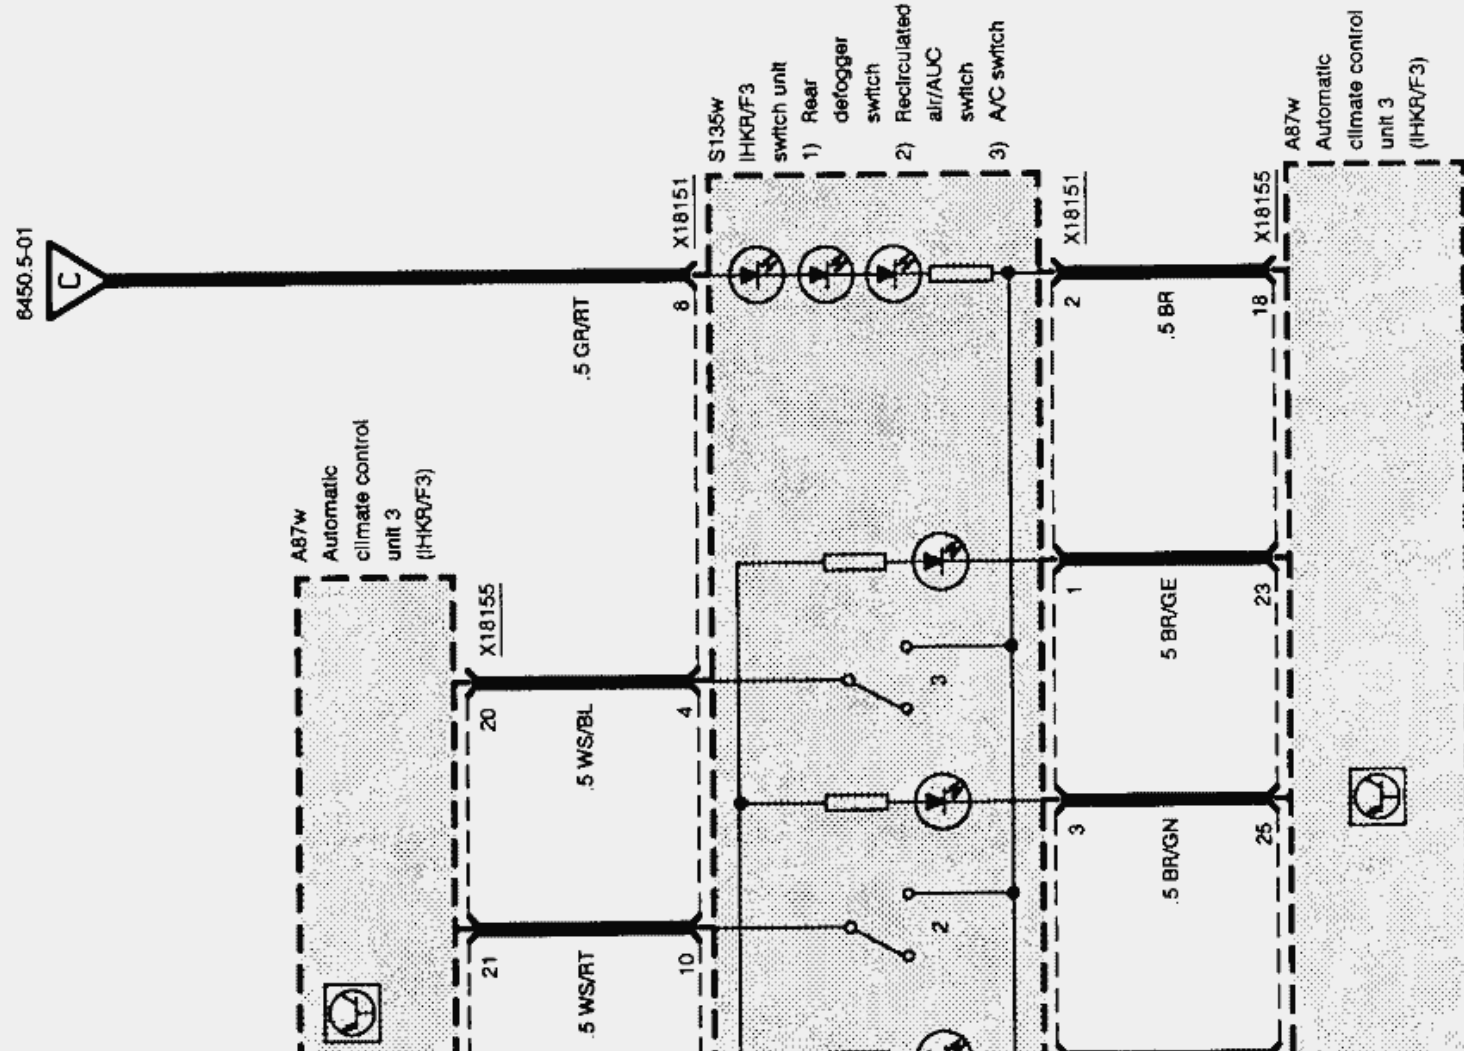 6450.5-01
C
.5 GR/RT
8
X18151
S135w
IHKR/F3
switch unit
1) Rear
defogger
switch
2) Recirculated
air/AUC
switch
3) A/C switch
X18151
2
.5 BR
18
X18155
A87w
Automatic
climate control
unit 3
(IHKR/F3)
A87w
Automatic
climate control
unit 3
(IHKR/F3)
X18155
20
.5 WS/BL
4
3
1
5 BR/GE
23
21
.5 WS/RT
10
2
3
.5 BR/GN
25